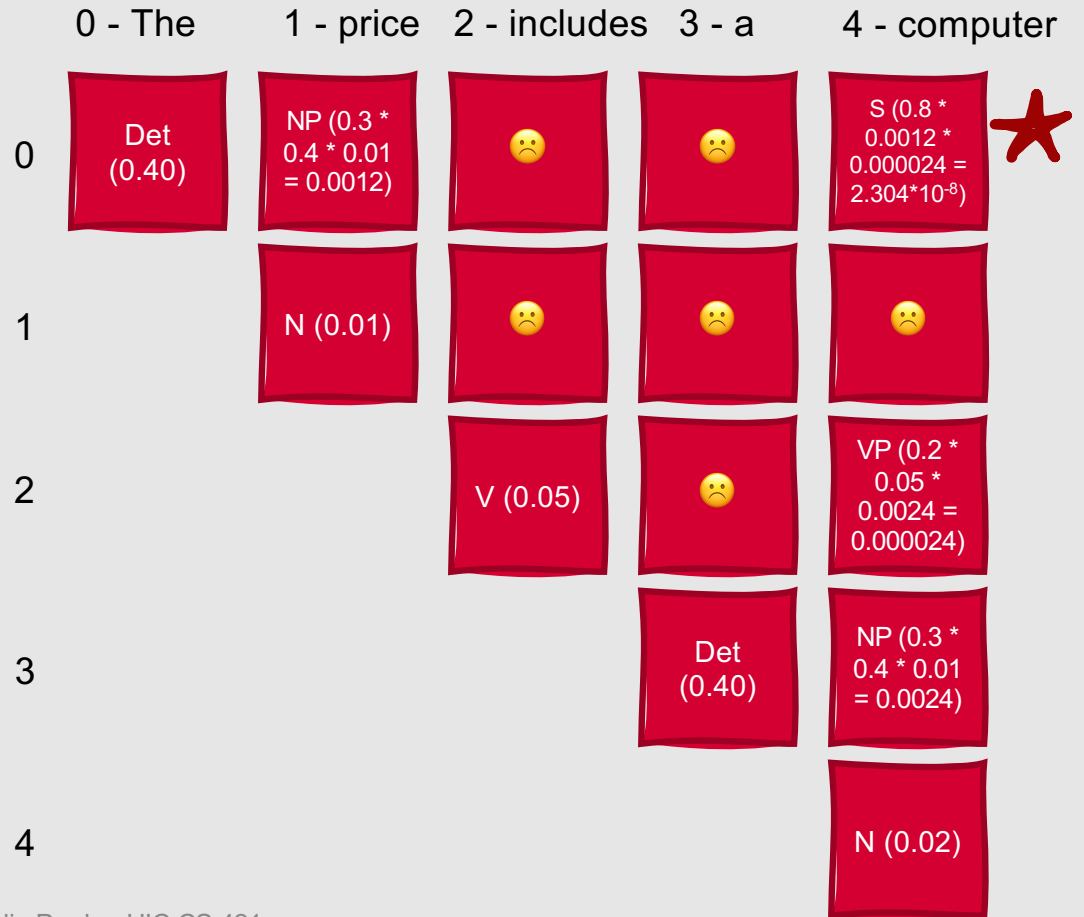 0 - The 1 - price 2 - includes 3 - a 4 - computer
0
Det
(0.40)
NP (0.3 *
0.4 * 0.01
= 0.0012)
S (0.8 *
0.0012 *
0.000024 =
2.304*10⁻⁸)
1
N (0.01)
2
V (0.05)
VP (0.2 *
0.05 *
0.0024 =
0.000024)
3
Det
(0.40)
NP (0.3 *
0.4 * 0.01
= 0.0024)
4
N (0.02)